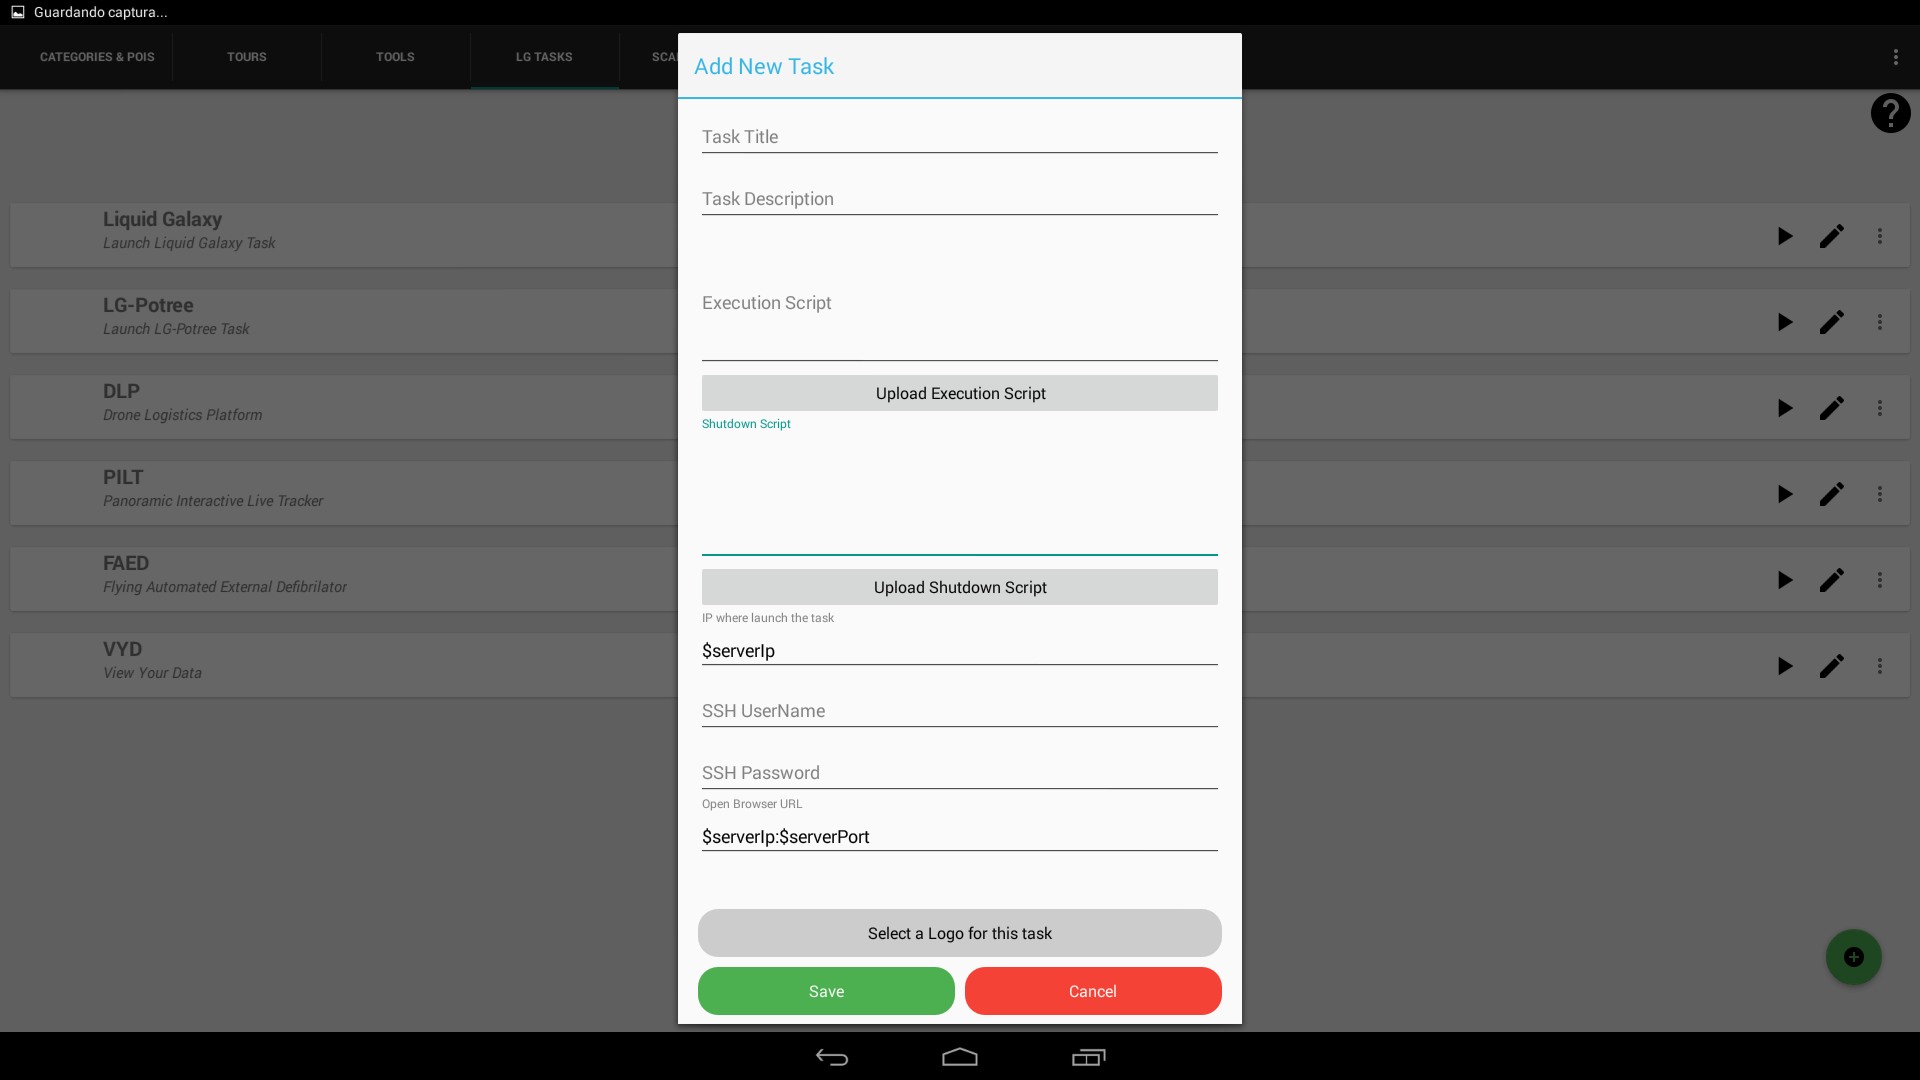 Guardando captura...
CATEGORIES & POIS
TOURS
TOOLS
LG TASKS
SCA
Add New Task
Task Title
Task Description
Execution Script
Upload Execution Script
Shutdown Script
Upload Shutdown Script
IP where launch the task
$serverIp
SSH UserName
SSH Password
Open Browser URL
$serverIp:$serverPort
Select a Logo for this task
Save
Cancel
Liquid Galaxy
Launch Liquid Galaxy Task
LG-Potree
Launch LG-Potree Task
DLP
Drone Logistics Platform
PILT
Panoramic Interactive Live Tracker
FAED
Flying Automated External Defibrilator
VYD
View Your Data